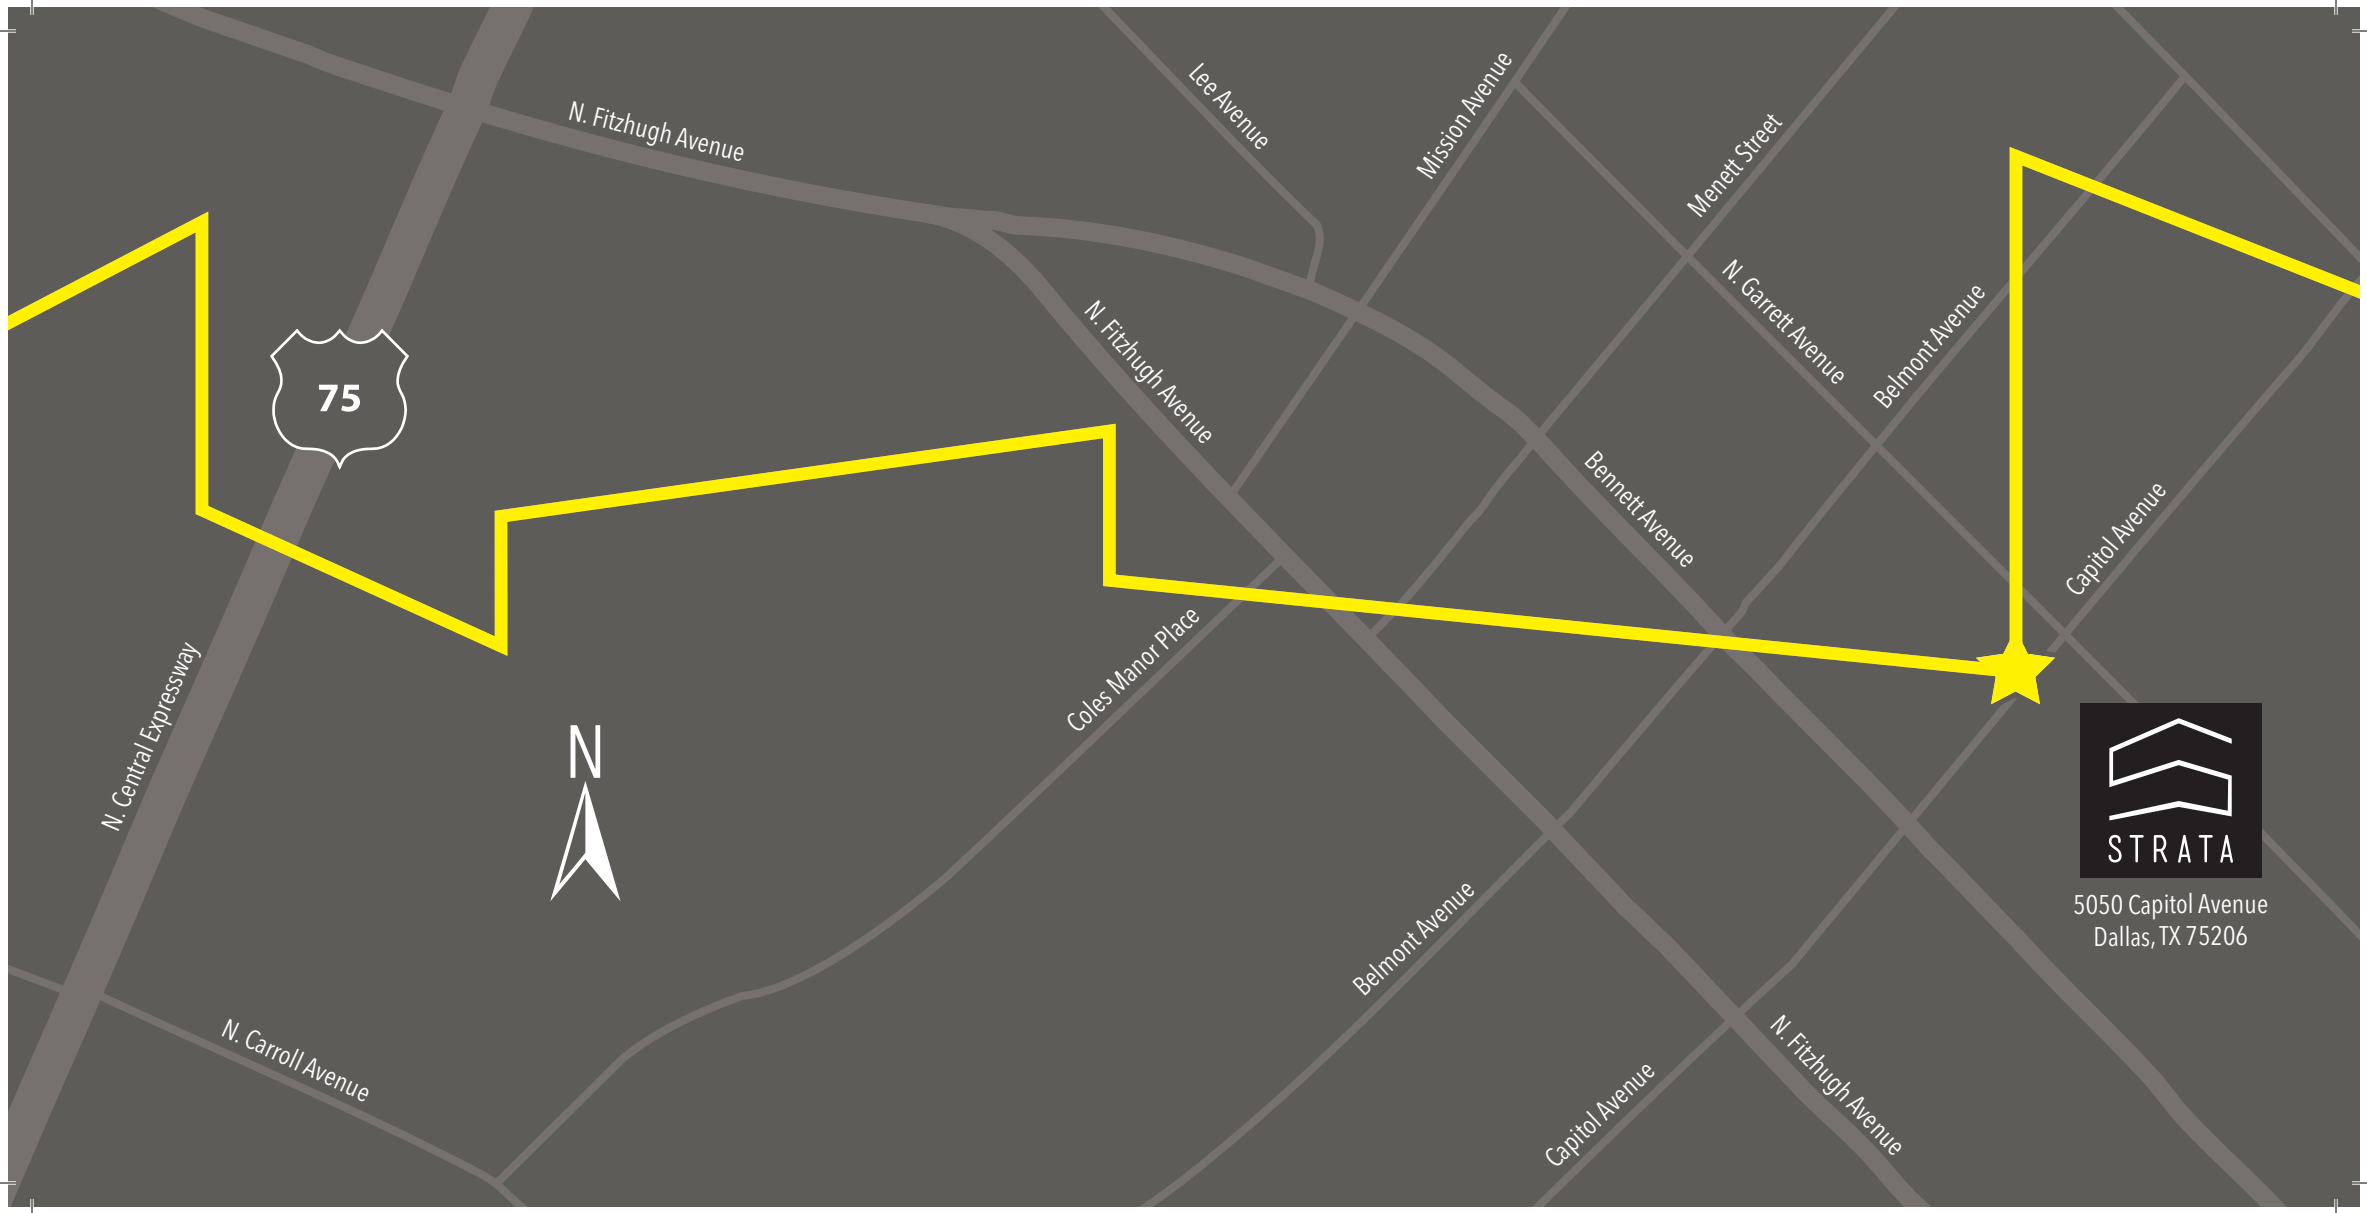 Lee Avenue
Mission Avenue
N. Fitzhugh Avenue
Menett Street
N. Garrett Avenue
Belmont Avenue
N. Fitzhugh Avenue
75
Bennett Avenue
Capitol Avenue
Coles Manor Place
N. Central Expressway
N
STRATA
5050 Capitol Avenue
Dallas, TX 75206
Belmont Avenue
N. Carroll Avenue
N. Fitzhugh Avenue
Capitol Avenue